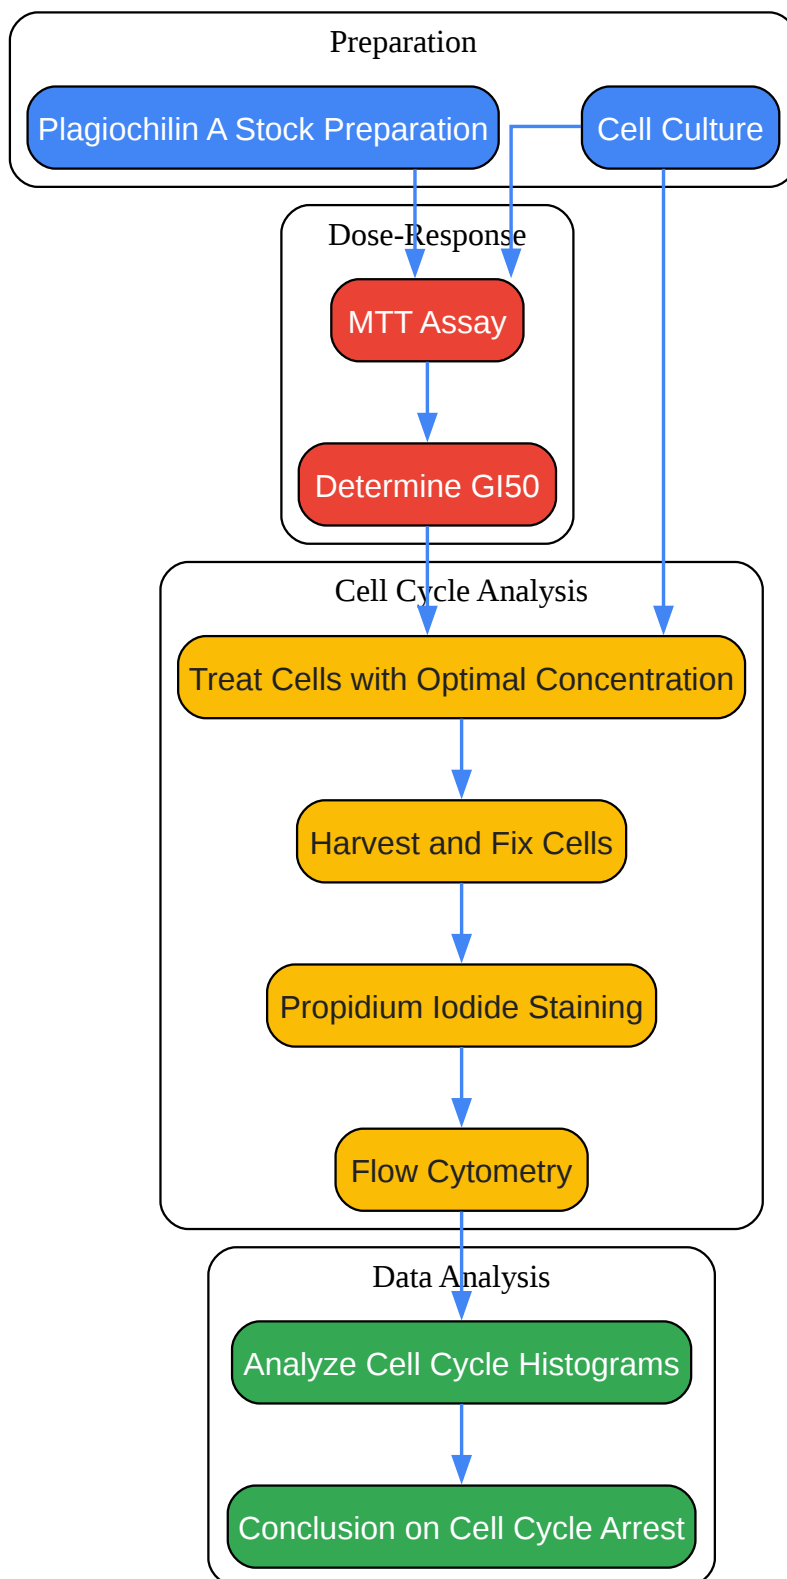 Preparation
Plagiochilin A Stock Preparation
Cell Culture
Dose-Response
MTT Assay
Determine GI50
Cell Cycle Analysis
Treat Cells with Optimal Concentration
Harvest and Fix Cells
Propidium Iodide Staining
Flow Cytometry
Data Analysis
Analyze Cell Cycle Histograms
Conclusion on Cell Cycle Arrest